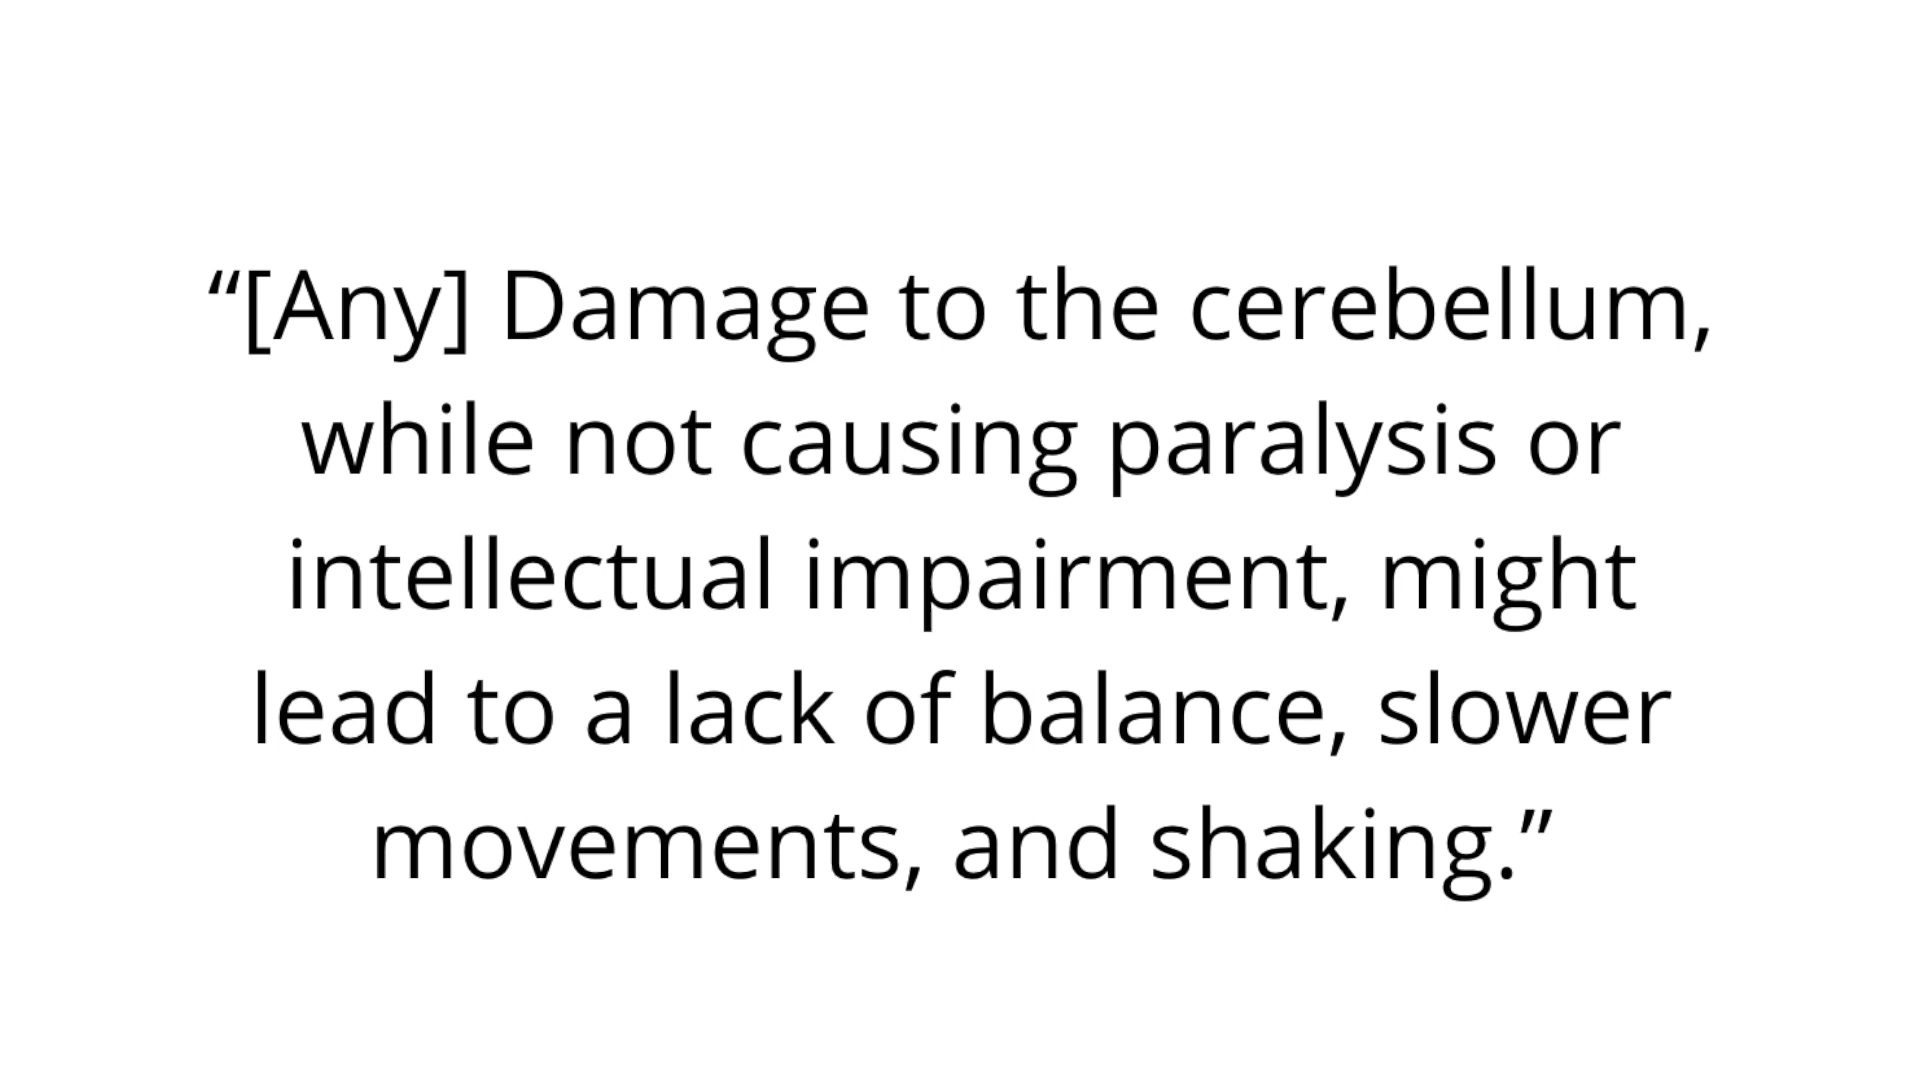 “[Any] Damage to the cerebellum,
while not causing paralysis or
intellectual impairment, might
lead to a lack of balance, slower
movements, and shaking.”